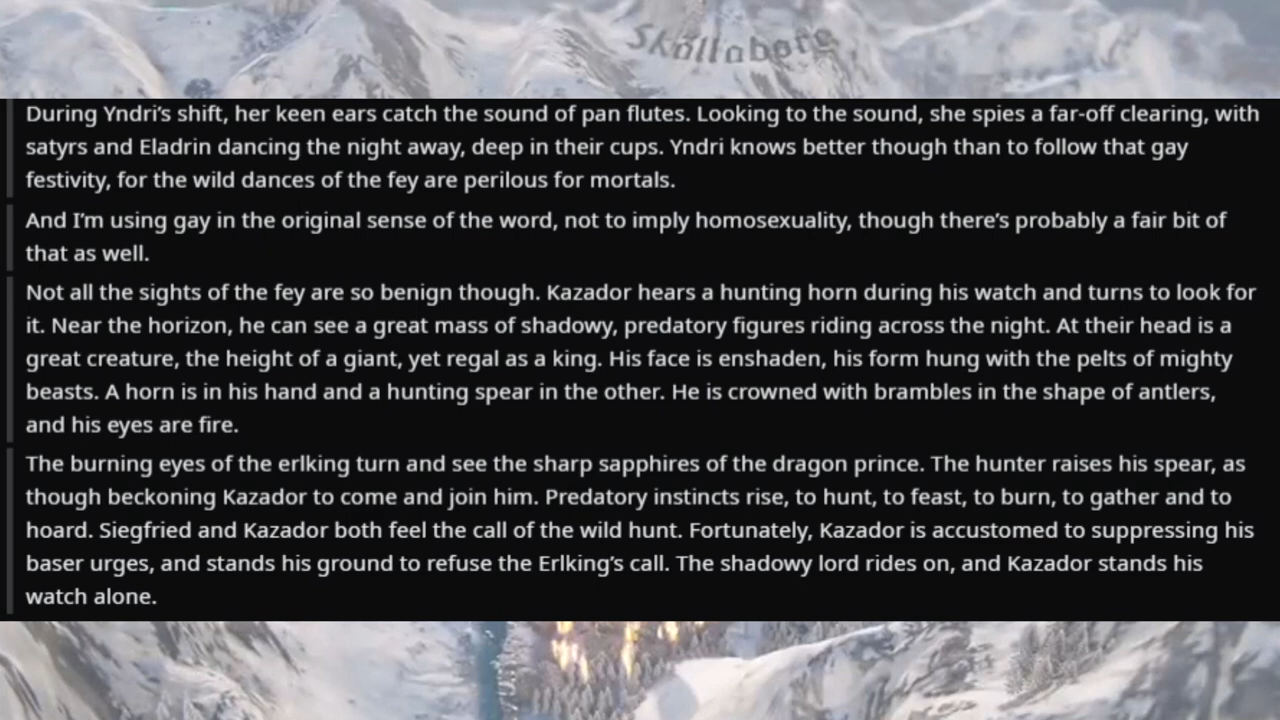 Skallaborg
During Yndri’s shift, her keen ears catch the sound of pan flutes. Looking to the sound, she spies a far-off clearing, with
satyrs and Eladrin dancing the night away, deep in their cups. Yndri knows better though than to follow that gay
festivity, for the wild dances of the fey are perilous for mortals.
And I’m using gay in the original sense of the word, not to imply homosexuality, though there’s probably a fair bit of
that as well.
Not all the sights of the fey are so benign though. Kazador hears a hunting horn during his watch and turns to look for
it. Near the horizon, he can see a great mass of shadowy, predatory figures riding across the night. At their head is a
great creature, the height of a giant, yet regal as a king. His face is enshaden, his form hung with the pelts of mighty
beasts. A horn is in his hand and a hunting spear in the other. He is crowned with brambles in the shape of antlers,
and his eyes are fire.
The burning eyes of the erlking turn and see the sharp sapphires of the dragon prince. The hunter raises his spear, as
though beckoning Kazador to come and join him. Predatory instincts rise, to hunt, to feast, to burn, to gather and to
hoard. Siegfried and Kazador both feel the call of the wild hunt. Fortunately, Kazador is accustomed to suppressing his
baser urges, and stands his ground to refuse the Erlking’s call. The shadowy lord rides on, and Kazador stands his
watch alone.